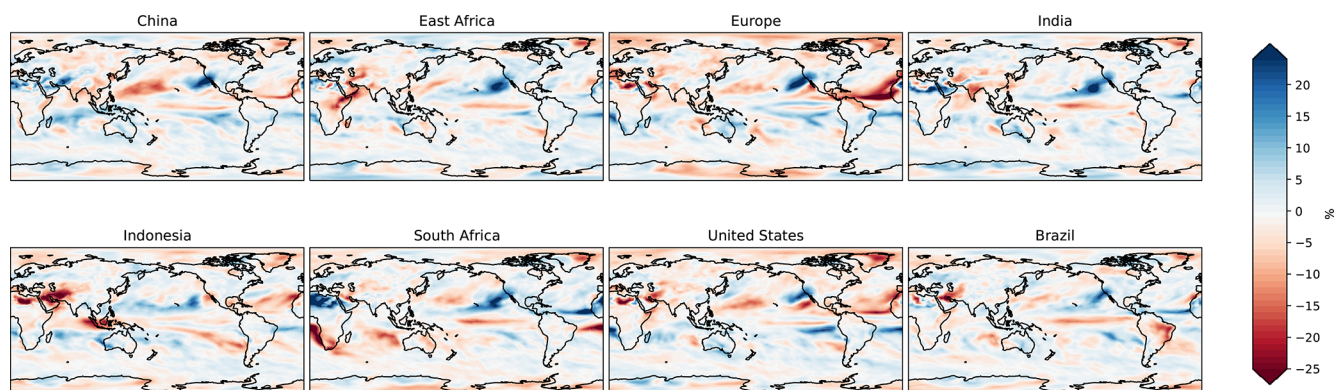 China
East Africa
Europe
India
Indonesia
South Africa
United States
Brazil
20
15
10
5
0
−5
−10
−15
−20
−25
%